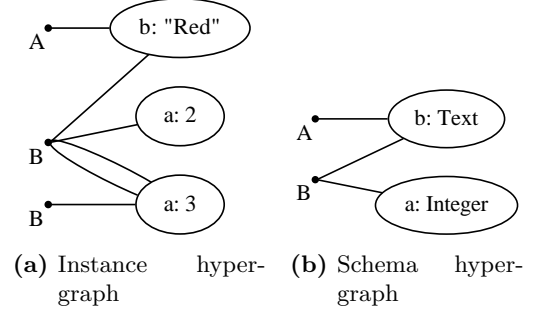 A
b: "Red"
a: 2
B
B
a: 3
A
b: Text
B
a: Integer
(a) Instance hyper-
graph
(b) Schema hyper-
graph